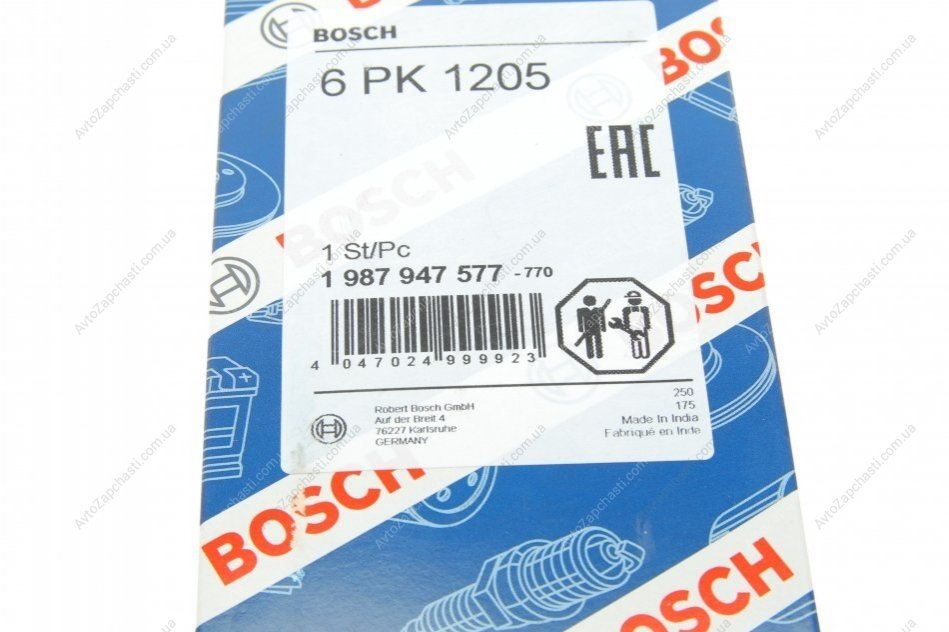 BOSCH
6 PK 1205
EAC
1 St/Pc
1 987 947 577 -770
4 047024 999923
250
175
Robert Bosch GmbH
Auf der Breit 4
76227 Karlsruhe
GERMANY
Made In India
Fabriqué en Inde
BOSCH
BOSCH
BOSCH
BOSCH
AvtoZapchasti.com.ua